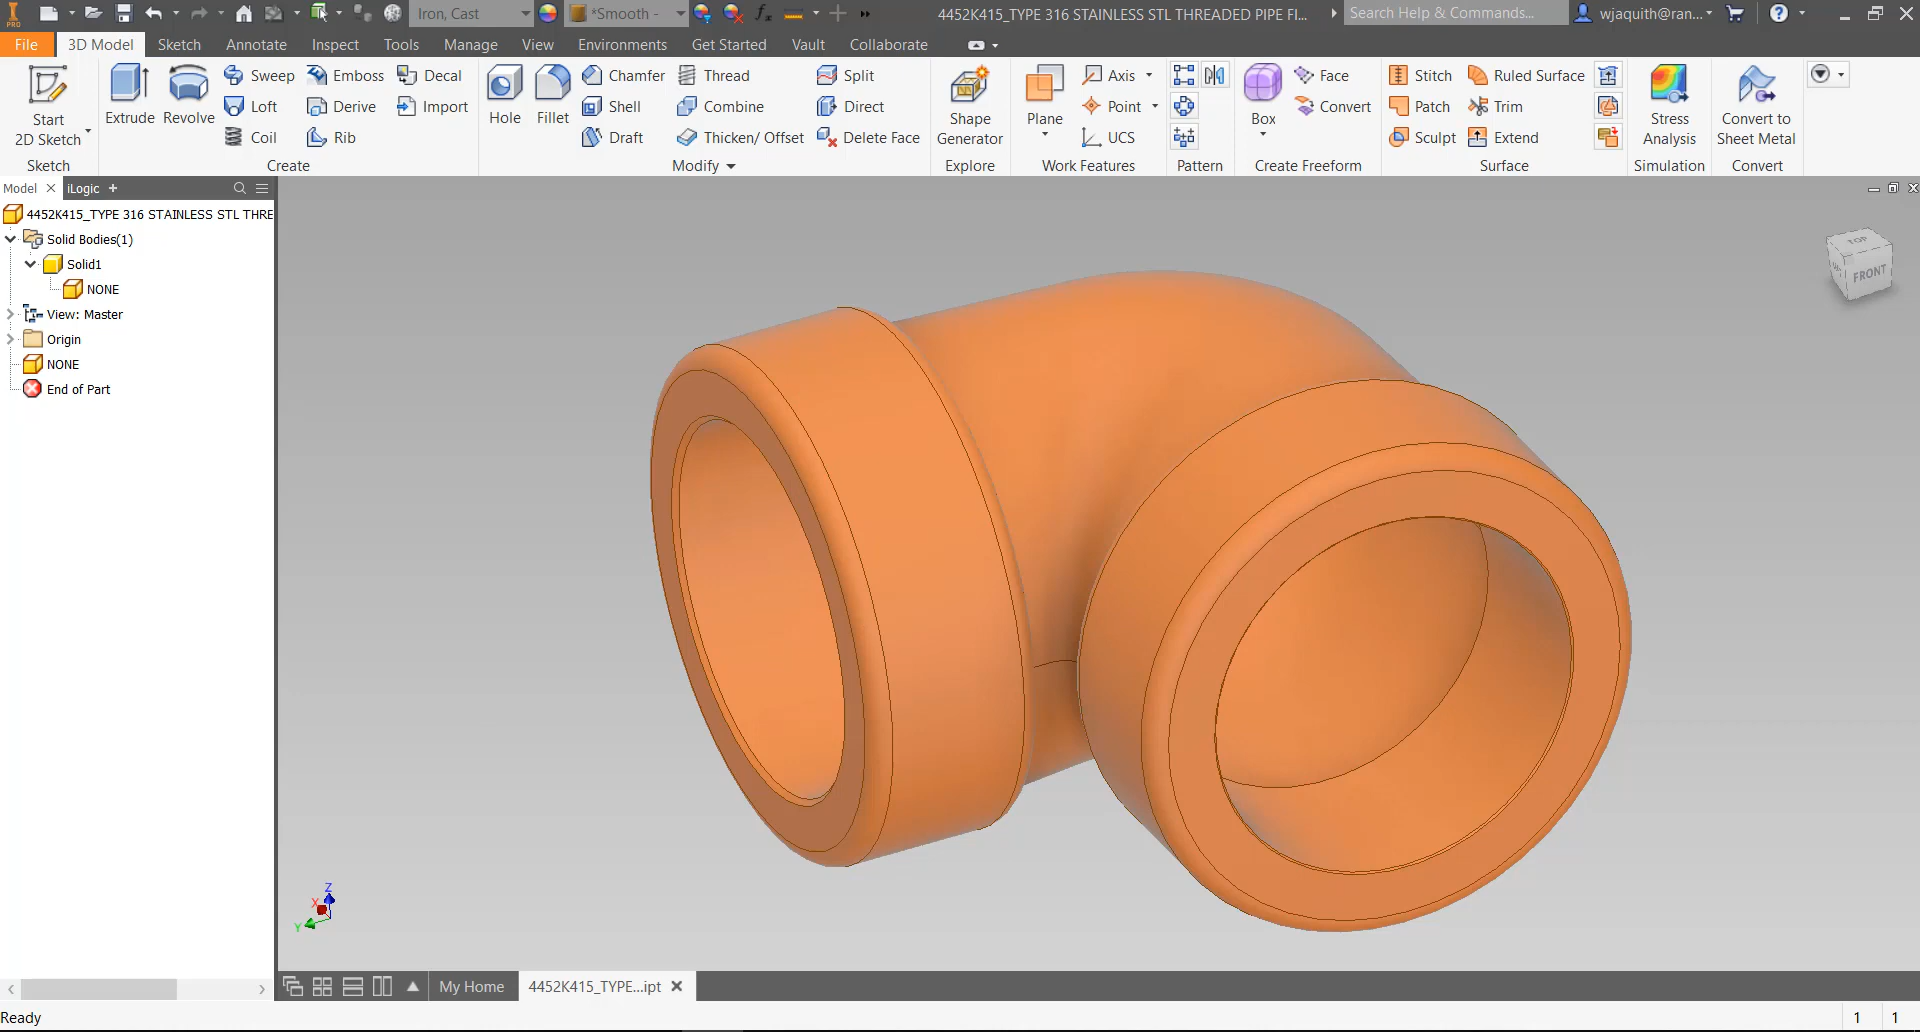 PRO
Iron, Cast
*Smooth -
fx
4452K415_TYPE 316 STAINLESS STL THREADED PIPE FI...
Search Help & Commands...
wjaquith@ran...
File
3D Model
Sketch
Annotate
Inspect
Tools
Manage
View
Environments
Get Started
Vault
Collaborate
Start
2D Sketch
Sketch
Extrude
Revolve
Sweep
Loft
Coil
Emboss
Derive
Rib
Decal
Import
Create
Hole
Fillet
Chamfer
Shell
Draft
Thread
Combine
Thicken/ Offset
Split
Direct
Delete Face
Modify
Shape
Generator
Explore
Plane
Axis
Point
UCS
Work Features
Pattern
Box
Face
Convert
Create Freeform
Stitch
Patch
Sculpt
Ruled Surface
Trim
Extend
Surface
Stress
Analysis
Simulation
Convert to
Sheet Metal
Convert
Model
iLogic
4452K415_TYPE 316 STAINLESS STL THRE
Solid Bodies(1)
Solid1
NONE
View: Master
Origin
NONE
End of Part
TOP
FRONT
Z
X
Y
My Home
4452K415_TYPE...ipt
Ready
1
1